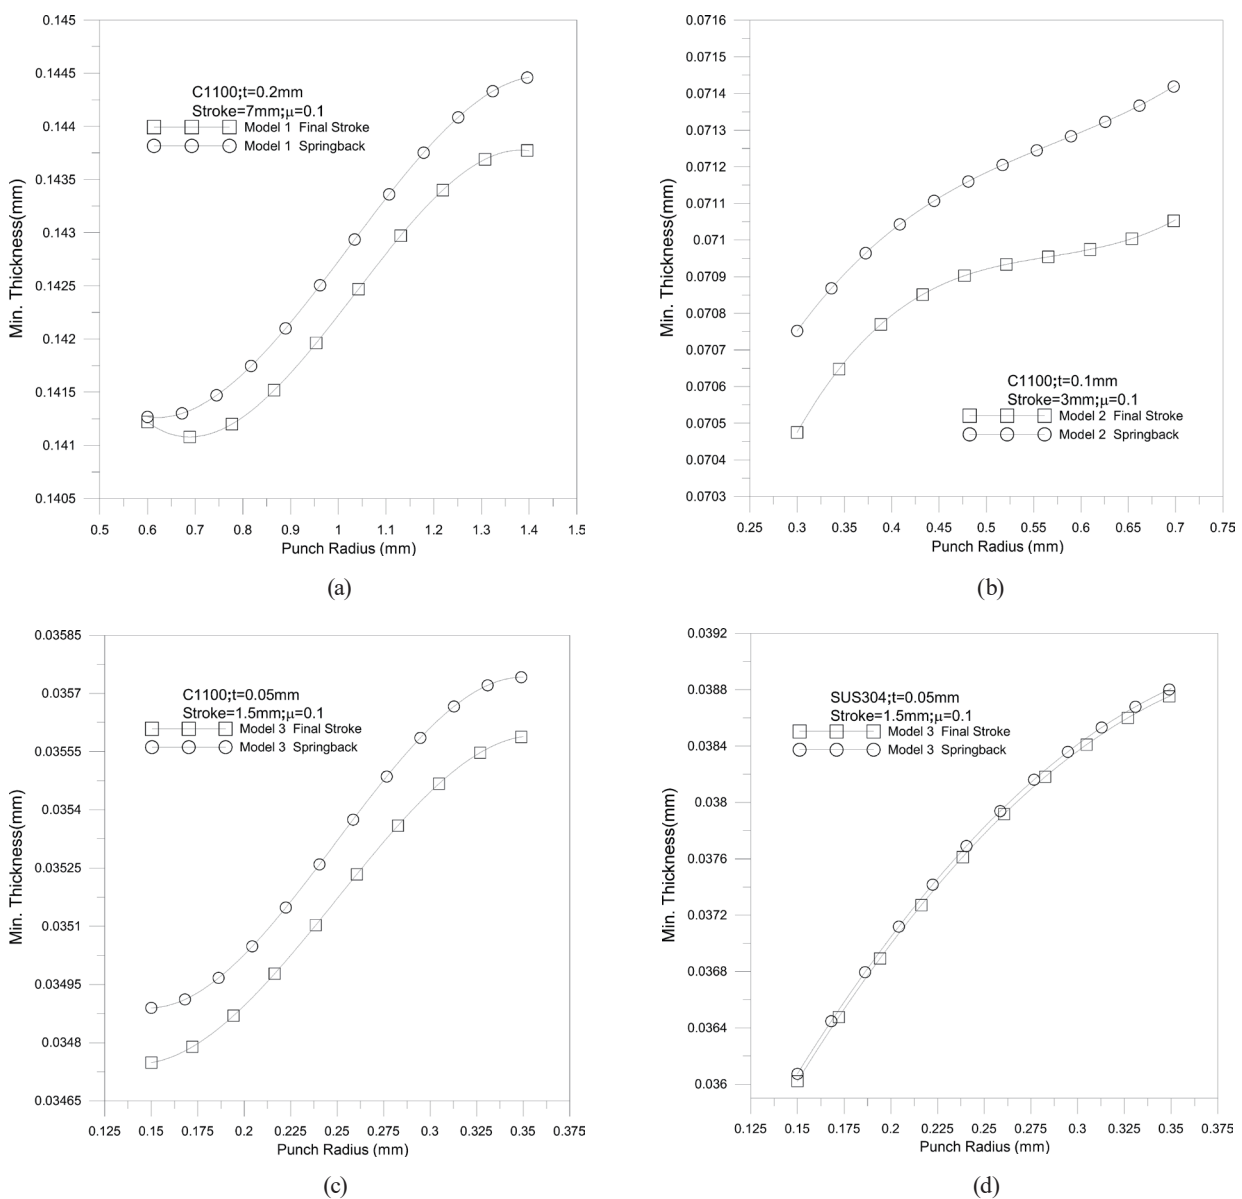 0.145
0.1445
0.144
0.1435
0.143
0.1425
0.142
0.1415
0.141
0.1405
Min. Thickness(mm)
C1100;t=0.2mm
Stroke=7mm;μ=0.1
Model 1 Final Stroke
Model 1 Springback
0.5 0.6 0.7 0.8 0.9 1 1.1 1.2 1.3 1.4 1.5
Punch Radius (mm)
(a)
0.0716
0.0715
0.0714
0.0713
0.0712
0.0711
0.071
0.0709
0.0708
0.0707
0.0706
0.0705
0.0704
0.0703
Min. Thickness(mm)
C1100;t=0.1mm
Stroke=3mm;μ=0.1
Model 2 Final Stroke
Model 2 Springback
0.25 0.3 0.35 0.4 0.45 0.5 0.55 0.6 0.65 0.7 0.75
Punch Radius (mm)
(b)
0.03585
0.0357
0.03555
0.0354
0.03525
0.0351
0.03495
0.0348
0.03465
Min. Thickness(mm)
C1100;t=0.05mm
Stroke=1.5mm;μ=0.1
Model 3 Final Stroke
Model 3 Springback
0.125 0.15 0.175 0.2 0.225 0.25 0.275 0.3 0.325 0.35 0.375
Punch Radius (mm)
(c)
0.0392
0.0388
0.0384
0.038
0.0376
0.0372
0.0368
0.0364
0.036
Min. Thickness(mm)
SUS304;t=0.05mm
Stroke=1.5mm;μ=0.1
Model 3 Final Stroke
Model 3 Springback
0.125 0.15 0.175 0.2 0.225 0.25 0.275 0.3 0.325 0.35 0.375
Punch Radius (mm)
(d)